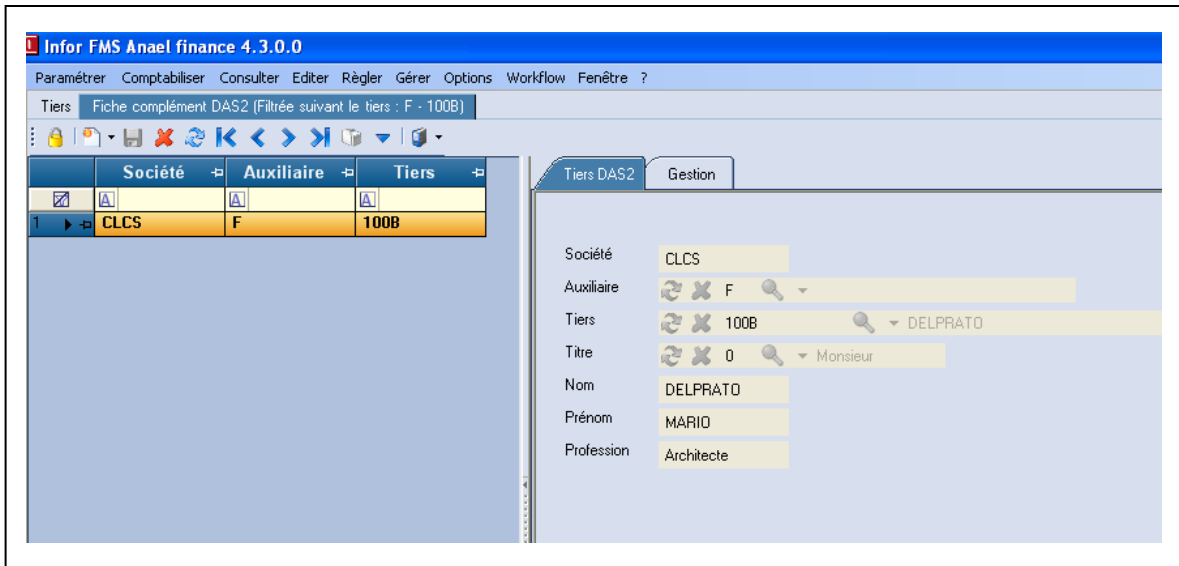 Infor FMS Anael finance 4.3.0.0
Paramétrer Comptabiliser Consulter Editer Règler Gérer Options Workflow Fenêtre ?
Tiers Fiche complément DAS2 (Filtrée suivant le tiers : F - 100B)
Société Auxiliaire Tiers
A A A
1 CLCS F 100B
Tiers DAS2 Gestion
Société CLCS
Auxiliaire F
Tiers 100B DELPRATO
Titre 0 Monsieur
Nom DELPRATO
Prénom MARIO
Profession Architecte